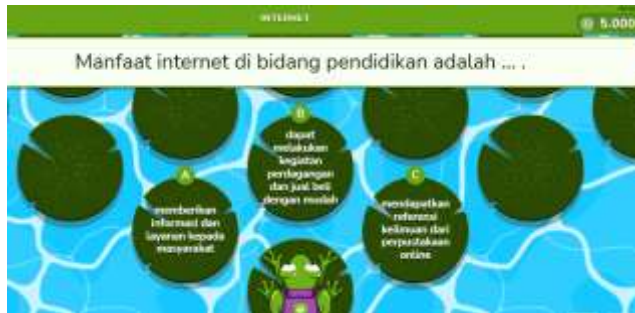 INTERNET
5.000
Manfaat internet di bidang pendidikan adalah ... .
B
dapat
melakukan
kegiatan
perdagangan
dan jual beli
dengan mudah
A
memberikan
informasi dan
layanan kepada
masyarakat
C
mendapatkan
referensi
keilmuan dari
perpustakaan
online